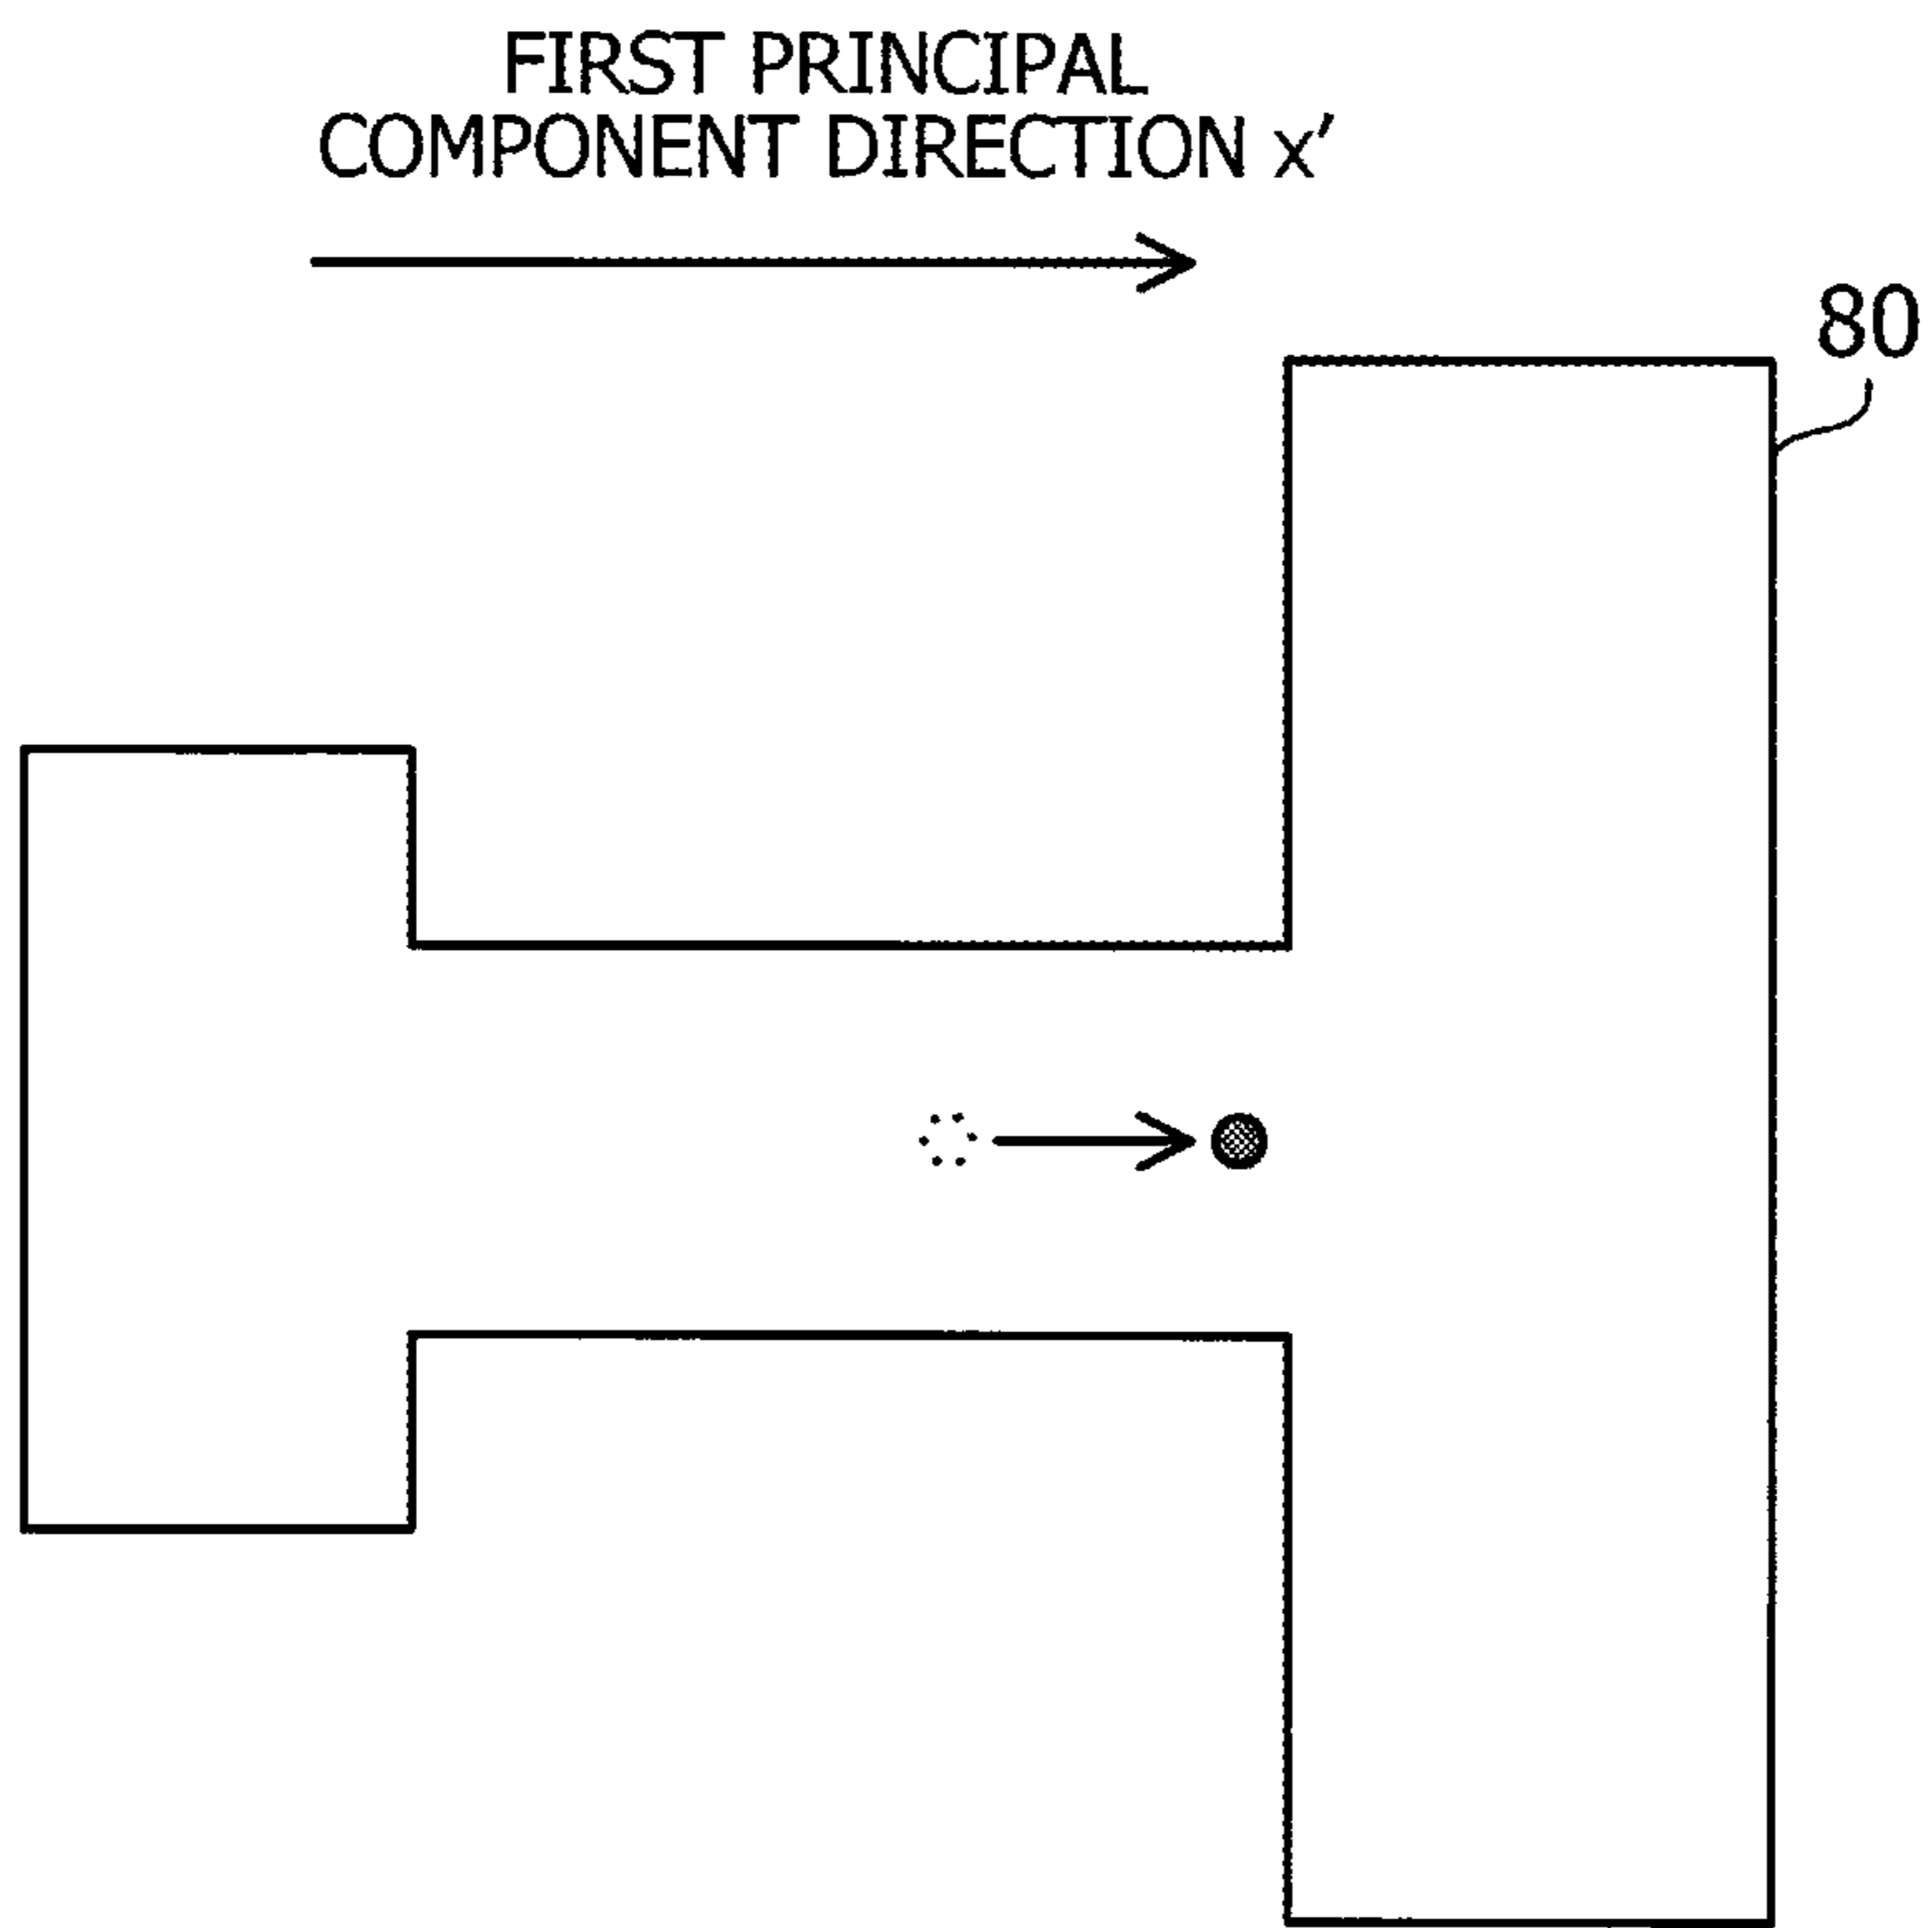 FIRST PRINCIPAL
COMPONENT DIRECTION x′
80